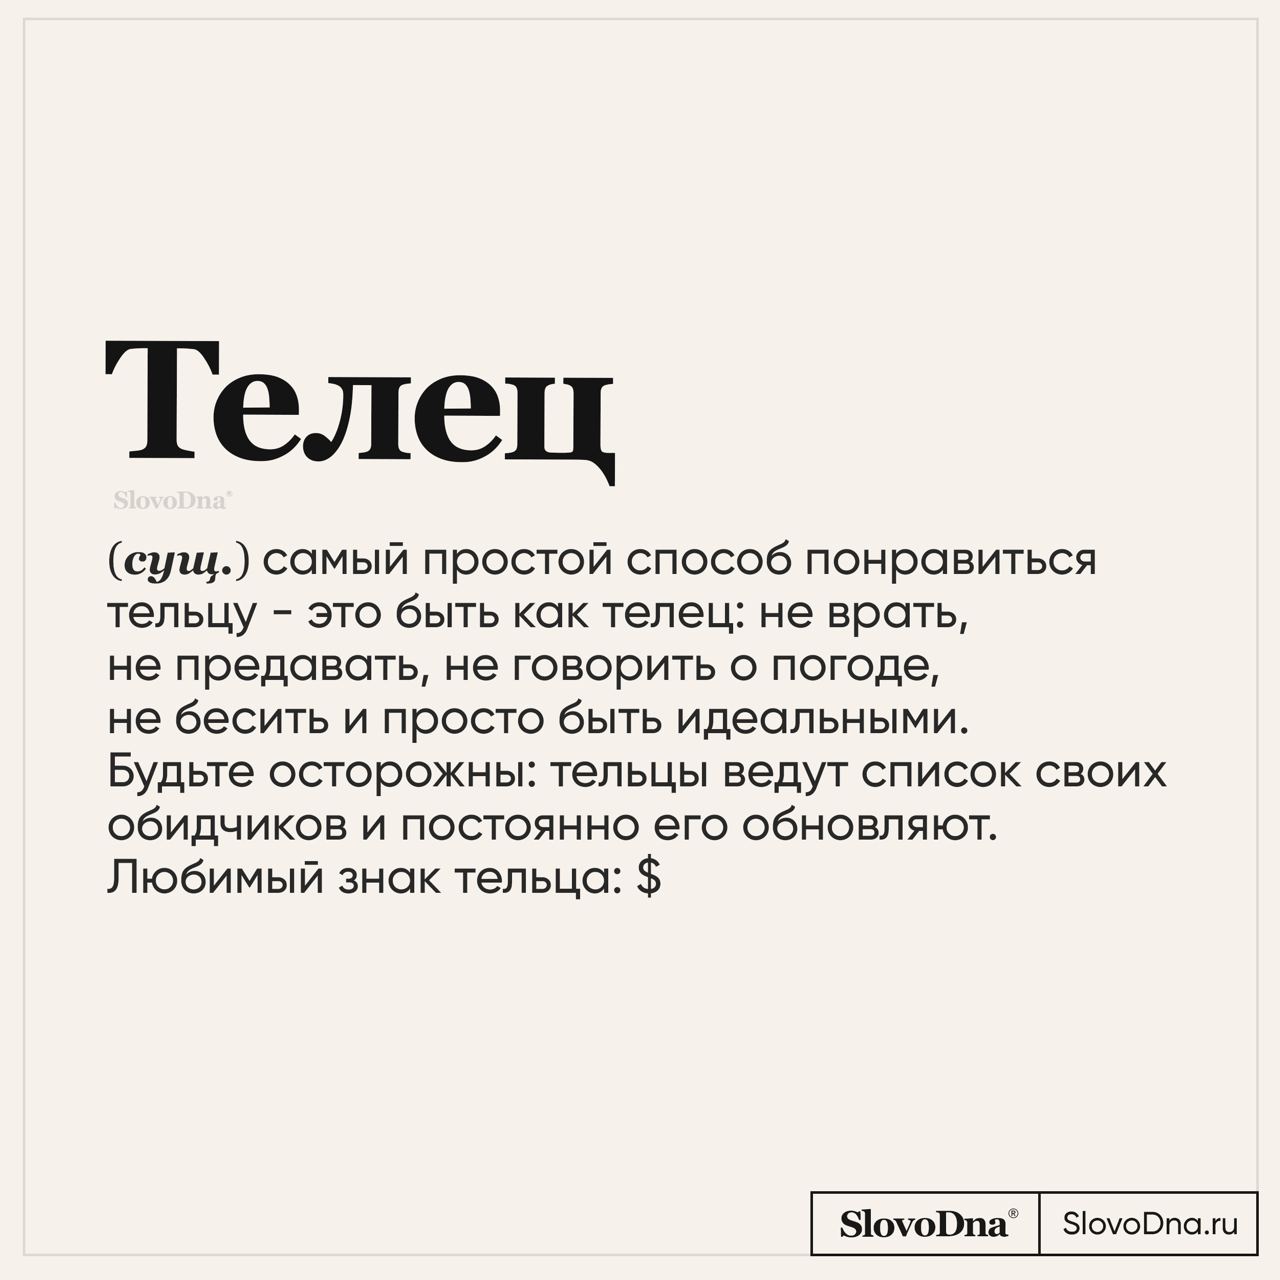 Телец
SlovoDna®
(сущ.) самый простой способ понравиться
тельцу - это быть как телец: не врать,
не предавать, не говорить о погоде,
не бесить и просто быть идеальными.
Будьте осторожны: тельцы ведут список своих
обидчиков и постоянно его обновляют.
Любимый знак тельца: $
SlovoDna® SlovoDna.ru